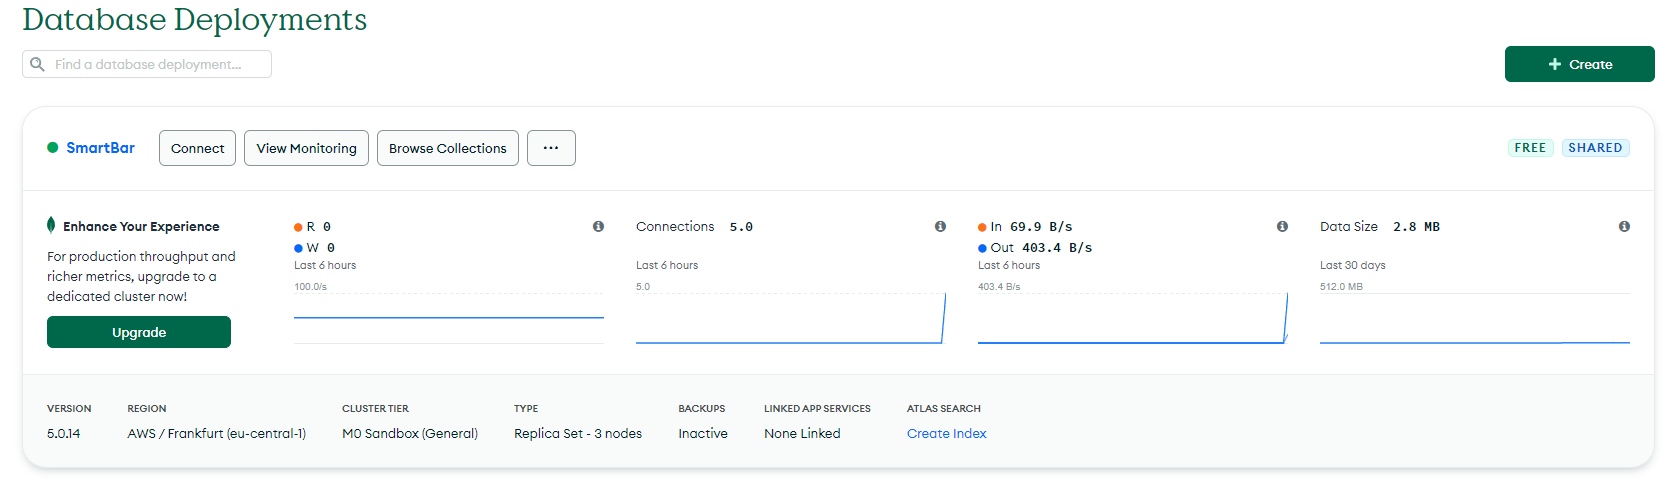 Database Deployments
Find a database deployment...
+ Create
SmartBar
Connect
View Monitoring
Browse Collections
...
FREE
SHARED
Enhance Your Experience
For production throughput and
richer metrics, upgrade to a
dedicated cluster now!
Upgrade
R 0
W 0
Last 6 hours
100.0/s
Connections 5.0
Last 6 hours
5.0
In 69.9 B/s
Out 403.4 B/s
Last 6 hours
403.4 B/s
Data Size 2.8 MB
Last 30 days
512.0 MB
VERSION
5.0.14
REGION
AWS / Frankfurt (eu-central-1)
CLUSTER TIER
M0 Sandbox (General)
TYPE
Replica Set - 3 nodes
BACKUPS
Inactive
LINKED APP SERVICES
None Linked
ATLAS SEARCH
Create Index